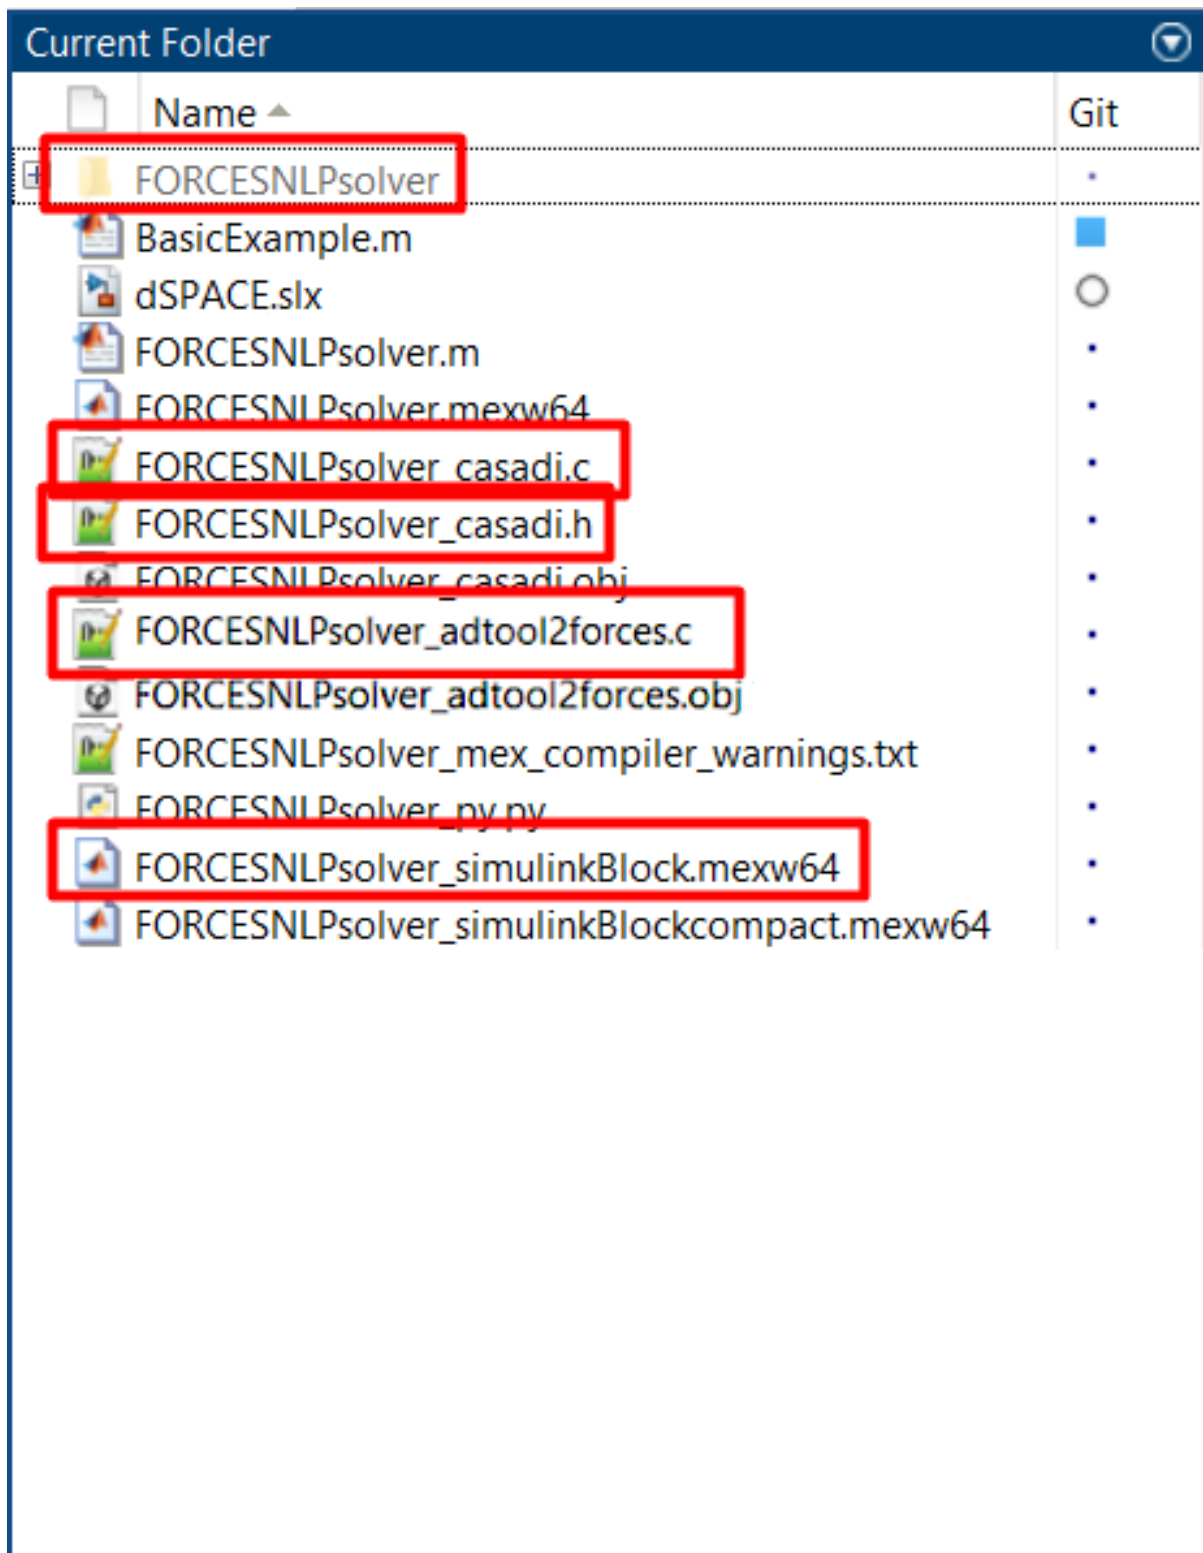 Current Folder
Name Git
FORCESNLPsolver
BasicExample.m
dSPACE.slx
FORCESNLPsolver.m
FORCESNLPsolver.mexw64
FORCESNLPsolver_casadi.c
FORCESNLPsolver_casadi.h
FORCESNLPsolver_casadi.obj
FORCESNLPsolver_adtool2forces.c
FORCESNLPsolver_adtool2forces.obj
FORCESNLPsolver_mex_compiler_warnings.txt
FORCESNLPsolver_py.py
FORCESNLPsolver_simulinkBlock.mexw64
FORCESNLPsolver_simulinkBlockcompact.mexw64